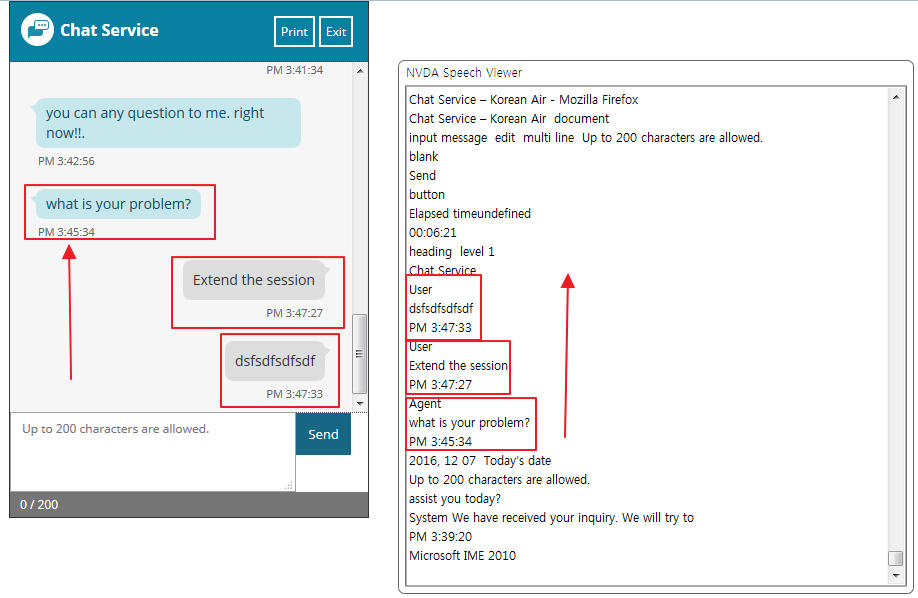 Chat Service
Print
Exit
PM 3:41:34
you can any question to me. right
now!!.
PM 3:42:56
what is your problem?
PM 3:45:34
Extend the session
PM 3:47:27
dsfsdfsdfsdf
PM 3:47:33
Up to 200 characters are allowed.
Send
0 / 200
NVDA Speech Viewer
Chat Service – Korean Air - Mozilla Firefox
Chat Service – Korean Air  document
input message  edit  multi line  Up to 200 characters are allowed.
blank
Send
button
Elapsed timeundefined
00:06:21
heading  level 1
Chat Service
User
dsfsdfsdfsdf
PM 3:47:33
User
Extend the session
PM 3:47:27
Agent
what is your problem?
PM 3:45:34
2016, 12 07  Today's date
Up to 200 characters are allowed.
assist you today?
System We have received your inquiry. We will try to
PM 3:39:20
Microsoft IME 2010